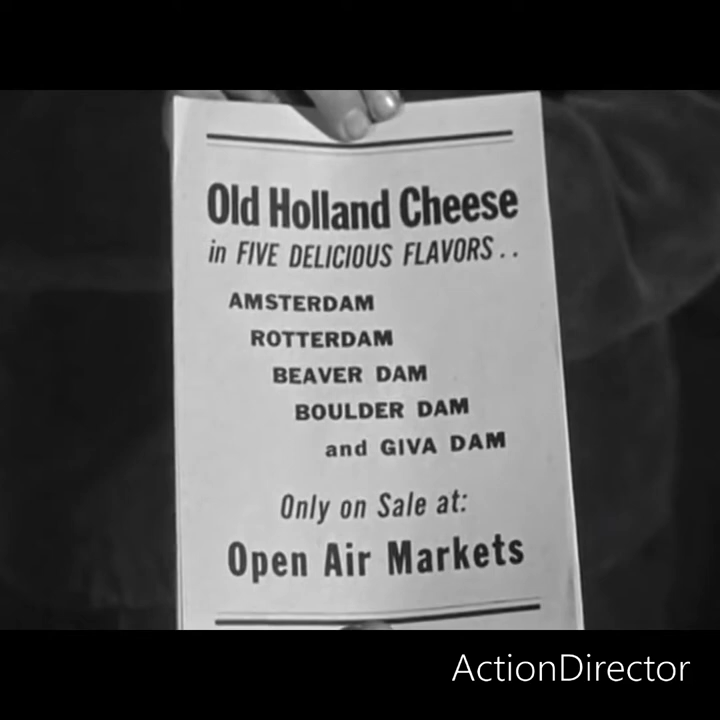 Old Holland Cheese
in FIVE DELICIOUS FLAVORS..
AMSTERDAM
ROTTERDAM
BEAVER DAM
BOULDER DAM
and GIVA DAM
Only on Sale at:
Open Air Markets
ActionDirector